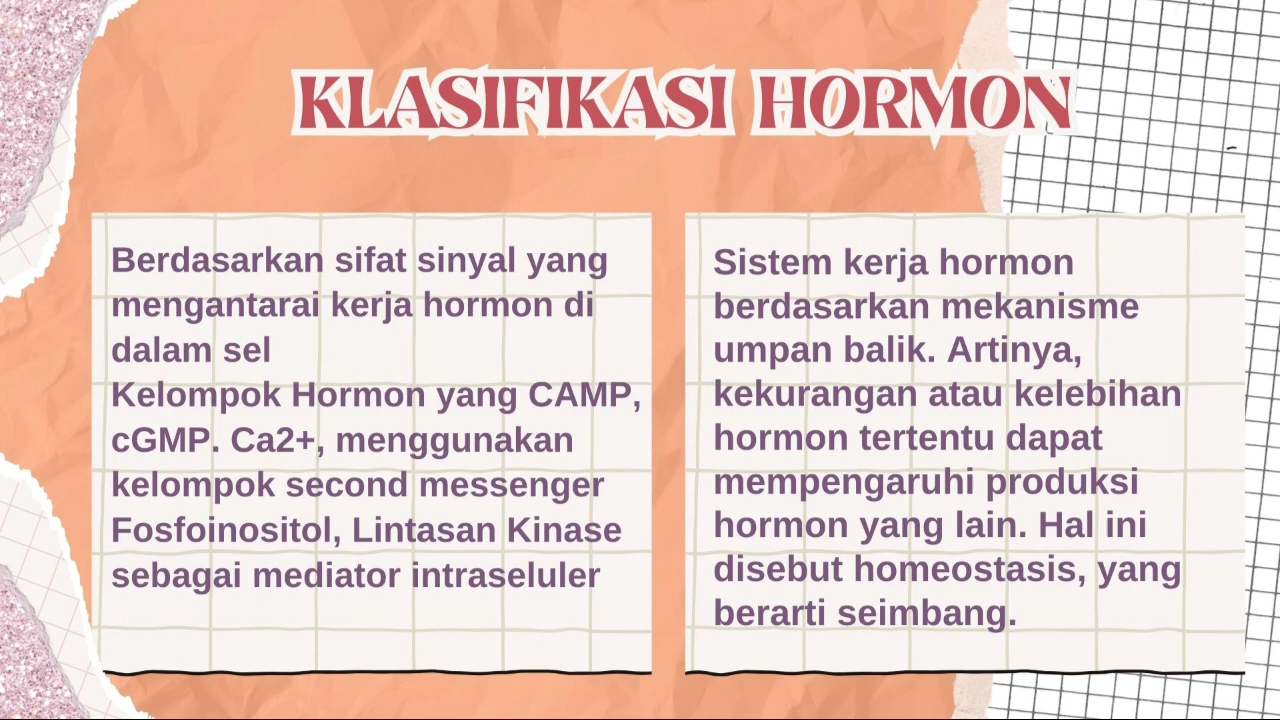 KLASIFIKASI HORMON
Berdasarkan sifat sinyal yang
mengantarai kerja hormon di
dalam sel
Kelompok Hormon yang CAMP,
cGMP. Ca2+, menggunakan
kelompok second messenger
Fosfoinositol, Lintasan Kinase
sebagai mediator intraseluler
Sistem kerja hormon
berdasarkan mekanisme
umpan balik. Artinya,
kekurangan atau kelebihan
hormon tertentu dapat
mempengaruhi produksi
hormon yang lain. Hal ini
disebut homeostasis, yang
berarti seimbang.